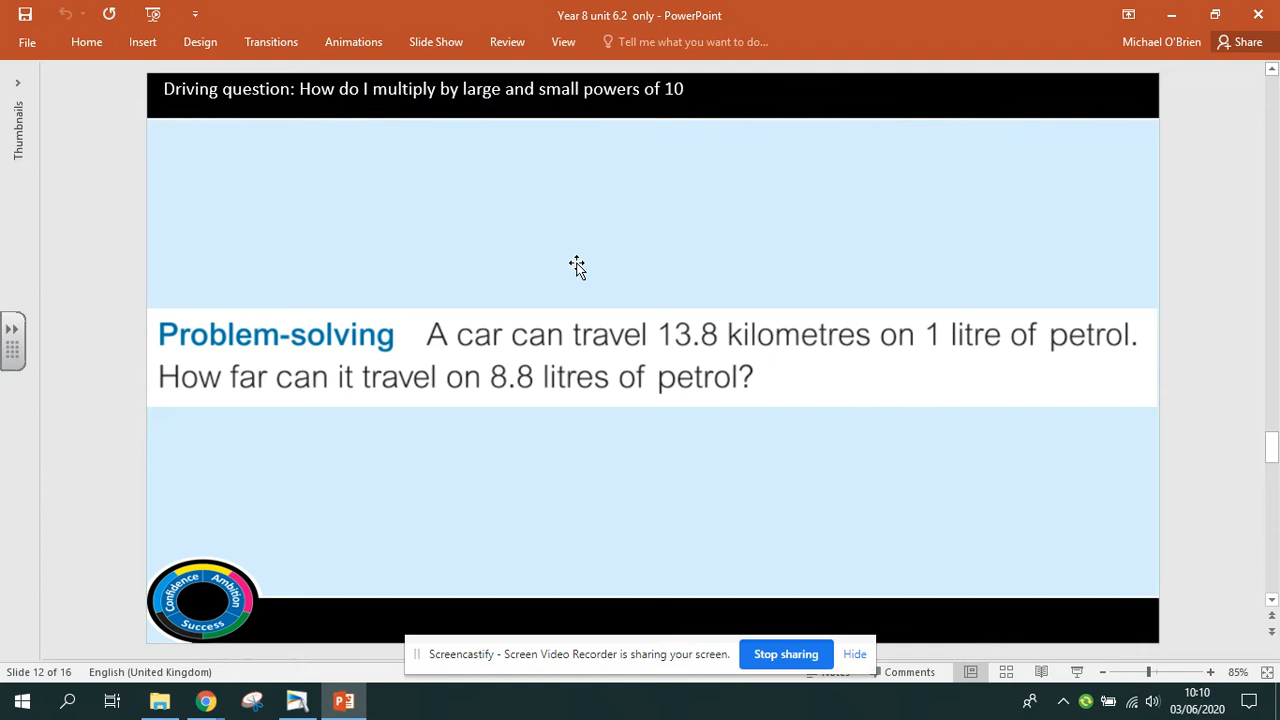 Year 8 unit 6.2 only - PowerPoint
File Home Insert Design Transitions Animations Slide Show Review View Tell me what you want to do... Michael O'Brien Share
Thumbnails
Driving question: How do I multiply by large and small powers of 10
Problem-solving A car can travel 13.8 kilometres on 1 litre of petrol.
How far can it travel on 8.8 litres of petrol?
Confidence Ambition
Success
Screencastify - Screen Video Recorder is sharing your screen. Stop sharing Hide
Slide 12 of 16 English (United Kingdom) Notes Comments 85%
10:10
03/06/2020